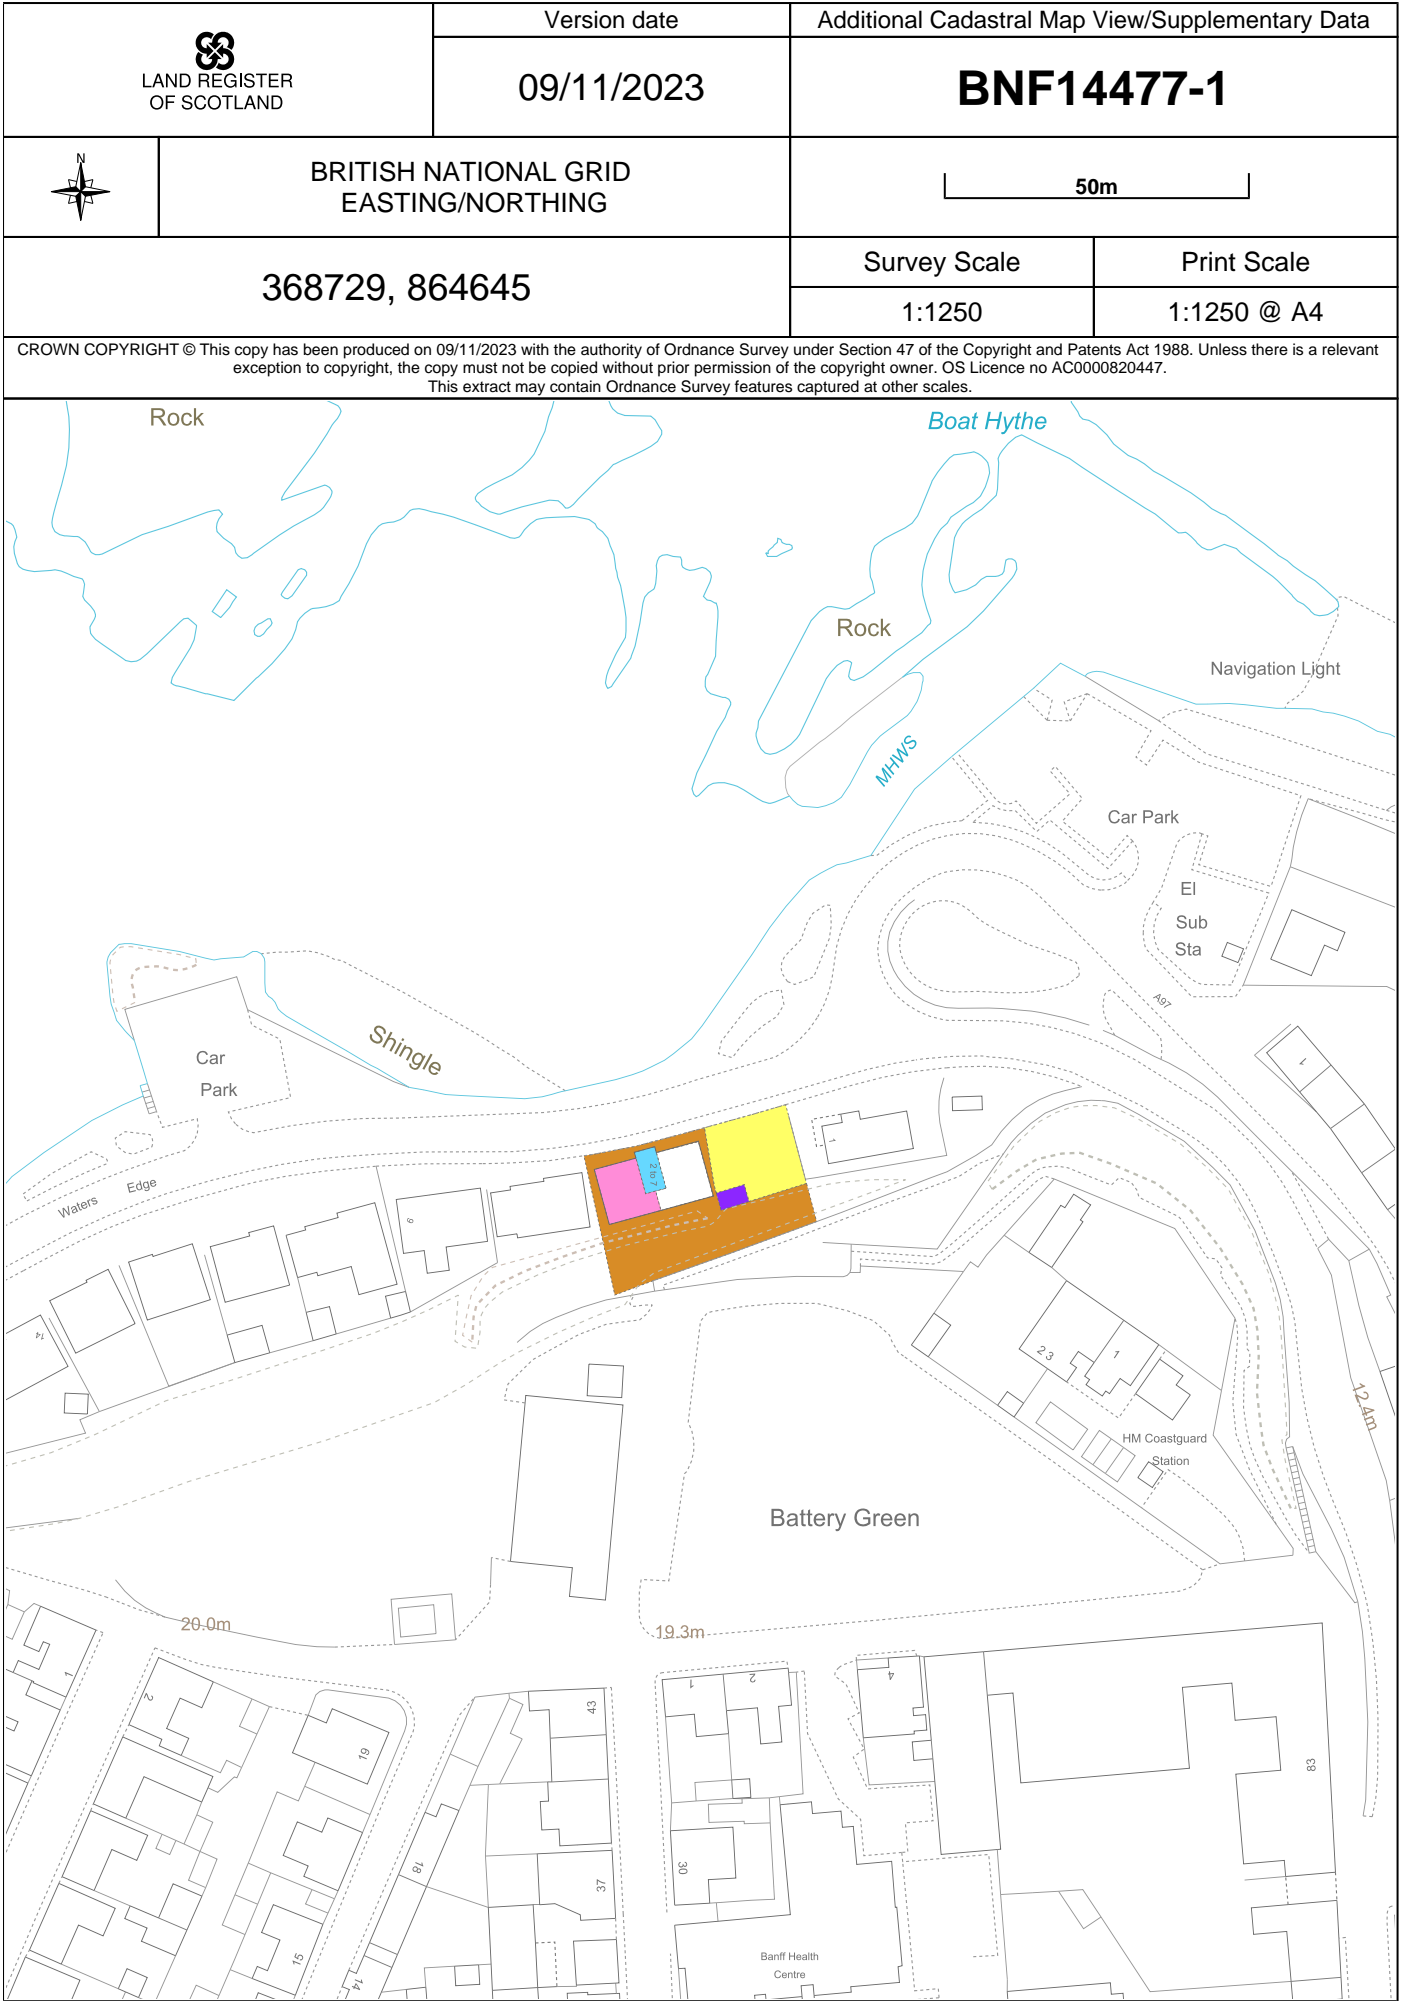 LAND REGISTER
OF SCOTLAND
Version date
09/11/2023
Additional Cadastral Map View/Supplementary Data
BNF14477-1
N
BRITISH NATIONAL GRID
EASTING/NORTHING
50m
368729, 864645
Survey Scale
Print Scale
1:1250
1:1250 @ A4
CROWN COPYRIGHT © This copy has been produced on 09/11/2023 with the authority of Ordnance Survey under Section 47 of the Copyright and Patents Act 1988. Unless there is a relevant
exception to copyright, the copy must not be copied without prior permission of the copyright owner. OS Licence no AC0000820447.
This extract may contain Ordnance Survey features captured at other scales.
Rock
Boat Hythe
Rock
Navigation Light
MHWS
Car Park
El
Sub
Sta
A97
Shingle
Car
Park
1
1
2 to 7
Waters Edge
9
14
23
1
12.4m
HM Coastguard
Station
Battery Green
20.0m
19.3m
1
2
19
43
1
2
4
83
18
37
30
15
14
Banff Health
Centre